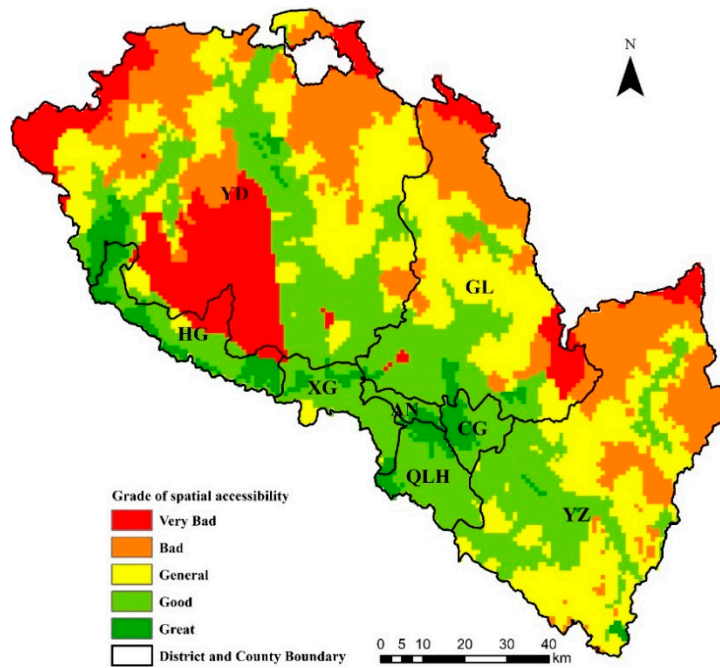 N
YD
GL
HG
XG
AN
CG
QLH
YZ
Grade of spatial accessibility
Very Bad
Bad
General
Good
Great
District and County Boundary
0 5 10 20 30 40
km